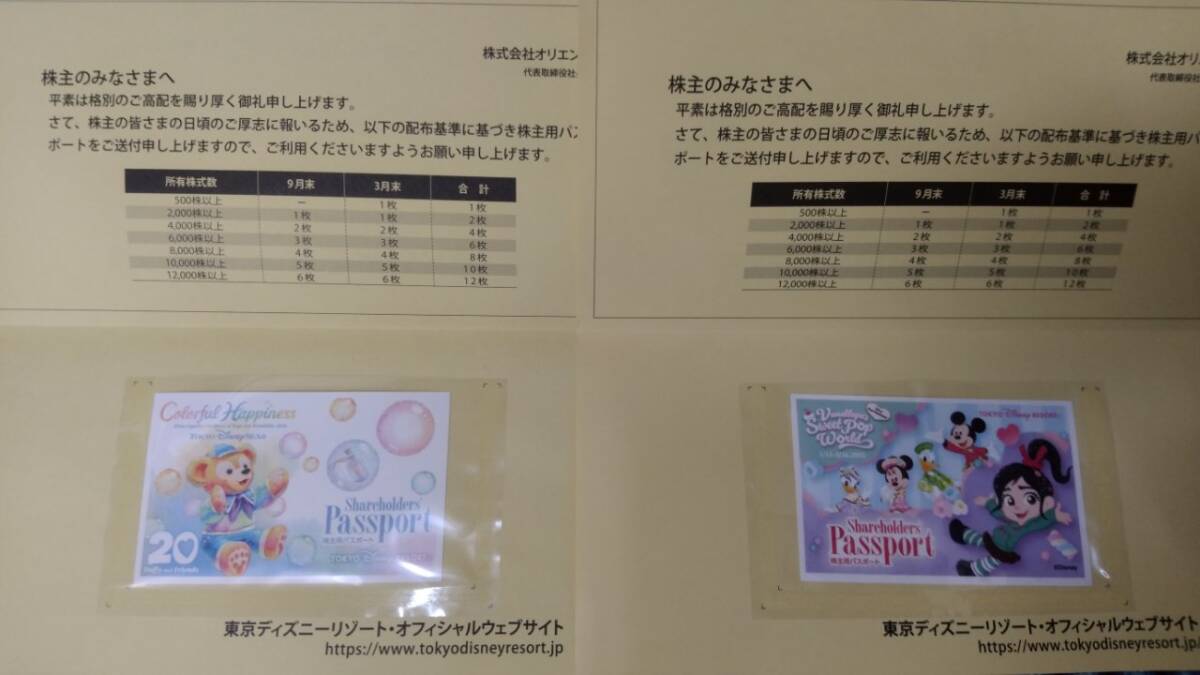 株式会社オリエン
代表取締役社
株主のみなさまへ
平素は格別のご高配を賜り厚く御礼申し上げます。
さて、株主の皆さまの日頃のご厚志に報いるため、以下の配布基準に基づき株主用パス
ポートをご送付申し上げますので、ご利用くださいますようお願い申し上げます。
所有株式数 9月末 3月末 合計
500株以上 − 1枚 1枚
2,000株以上 1枚 1枚 2枚
4,000株以上 2枚 2枚 4枚
6,000株以上 3枚 3枚 6枚
8,000株以上 4枚 4枚 8枚
10,000株以上 5枚 5枚 10枚
12,000株以上 6枚 6枚 12枚
Colorful Happiness
TOKYO DisneySEA
Shareholders'
Passport
株主用パスポート
20
Duffy and Friends
東京ディズニーリゾート・オフィシャルウェブサイト
https://www.tokyodisneyresort.jp
株式会社オリ
代表取締役社
株主のみなさまへ
平素は格別のご高配を賜り厚く御礼申し上げます。
さて、株主の皆さまの日頃のご厚志に報いるため、以下の配布基準に基づき株主用パ
ポートをご送付申し上げますので、ご利用くださいますようお願い申し上げます。
所有株式数 9月末 3月末 合計
500株以上 − 1枚 1枚
2,000株以上 1枚 1枚 2枚
4,000株以上 2枚 2枚 4枚
6,000株以上 3枚 3枚 6枚
8,000株以上 4枚 4枚 8枚
10,000株以上 5枚 5枚 10枚
12,000株以上 6枚 6枚 12枚
Vanellope's
Sweet Pop
World
TOKYO Disney RESORT
Shareholders'
Passport
株主用パスポート
©Disney
東京ディズニーリゾート・オフィシャルウェブサイト
https://www.tokyodisneyresort.jp/